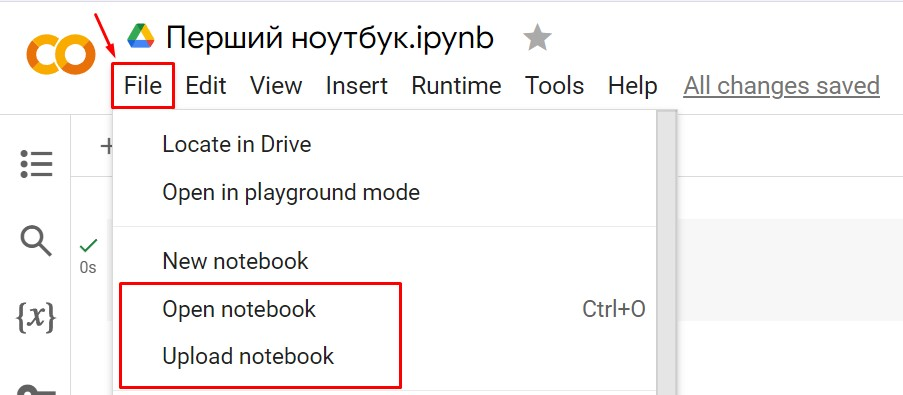 Перший ноутбук.ipynb
File Edit View Insert Runtime Tools Help All changes saved
+
Locate in Drive
Open in playground mode
New notebook
0s
Open notebook Ctrl+O
{x}
Upload notebook